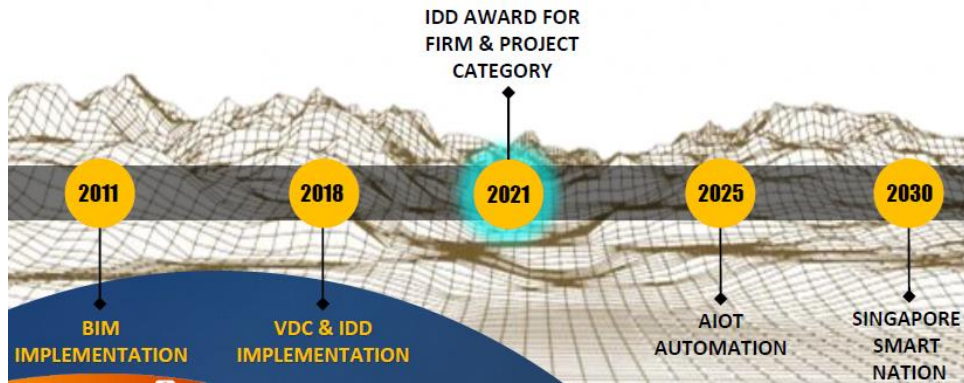 IDD AWARD FOR
FIRM & PROJECT
CATEGORY
2011
2018
2021
2025
2030
BIM
IMPLEMENTATION
VDC & IDD
IMPLEMENTATION
AIOT
AUTOMATION
SINGAPORE
SMART
NATION